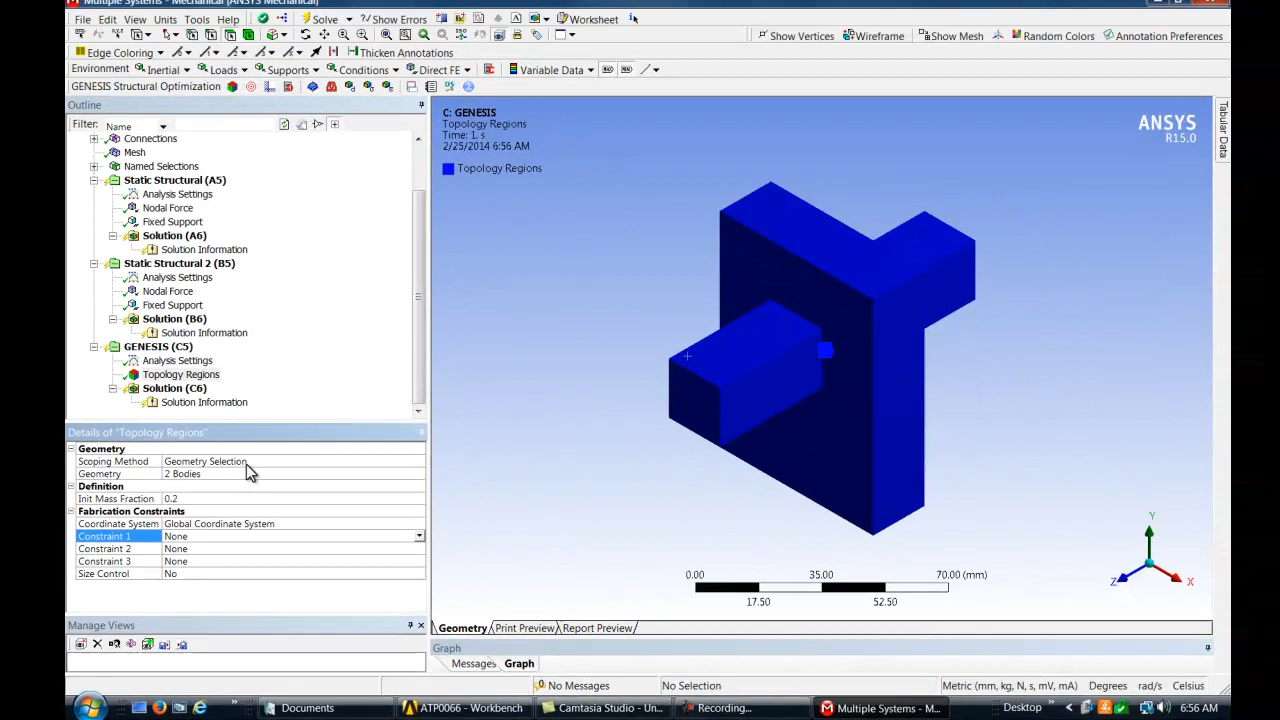 Multiple Systems - Mechanical [ANSYS Mechanical]
File Edit View Units Tools Help Solve Show Errors Worksheet
Show Vertices Wireframe Show Mesh Random Colors Annotation Preferences
Edge Coloring Thicken Annotations
Environment Inertial Loads Supports Conditions Direct FE Variable Data
GENESIS Structural Optimization
Outline
Filter: Name
Connections
Mesh
Named Selections
Static Structural (A5)
Analysis Settings
Nodal Force
Fixed Support
Solution (A6)
Solution Information
Static Structural 2 (B5)
Analysis Settings
Nodal Force
Fixed Support
Solution (B6)
Solution Information
GENESIS (C5)
Analysis Settings
Topology Regions
Solution (C6)
Solution Information
Details of "Topology Regions"
Geometry
Scoping Method Geometry Selection
Geometry 2 Bodies
Definition
Init Mass Fraction 0.2
Fabrication Constraints
Coordinate System Global Coordinate System
Constraint 1 None
Constraint 2 None
Constraint 3 None
Size Control No
Manage Views
C: GENESIS
Topology Regions
Time: 1. s
2/25/2014 6:56 AM
Topology Regions
ANSYS
R15.0
Tabular Data
Y
Z
X
0.00 35.00 70.00 (mm)
17.50 52.50
Geometry Print Preview Report Preview
Graph
Messages Graph
No Messages No Selection Metric (mm, kg, N, s, mV, mA) Degrees rad/s Celsius
Documents ATP0066 - Workbench Camtasia Studio - Un... Recording... Multiple Systems - M... Desktop 6:56 AM